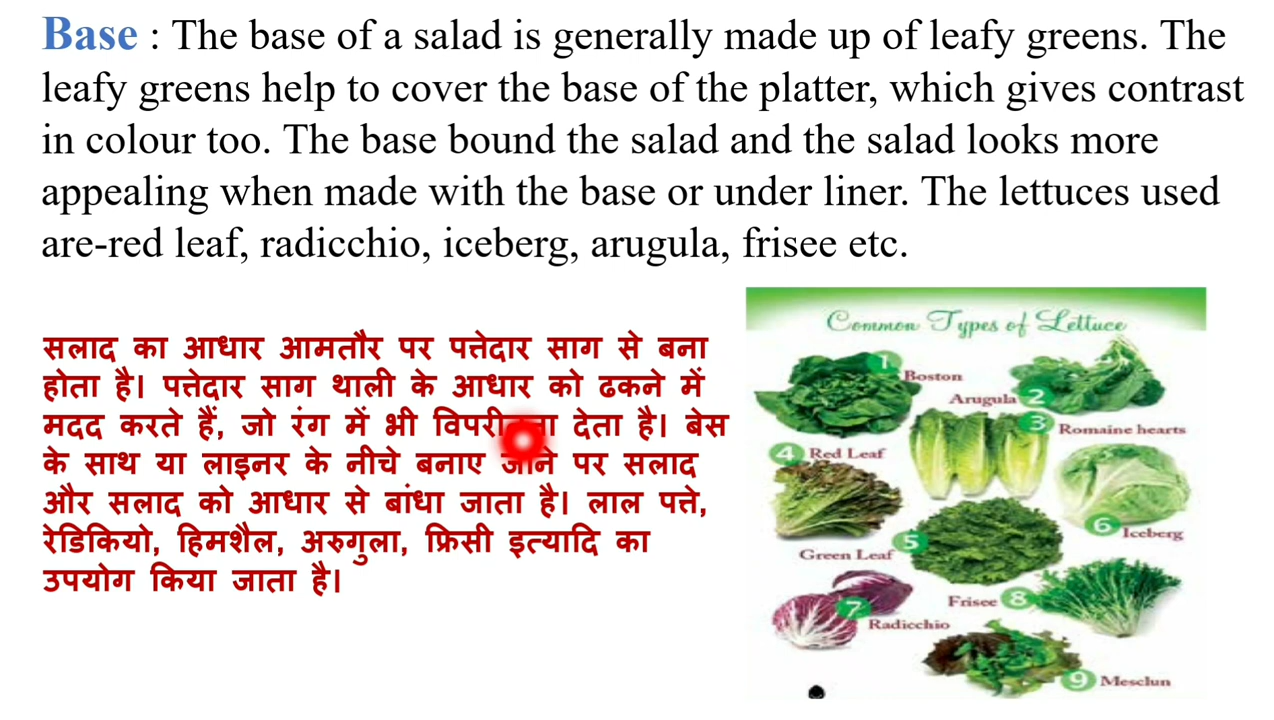 Base : The base of a salad is generally made up of leafy greens. The
leafy greens help to cover the base of the platter, which gives contrast
in colour too. The base bound the salad and the salad looks more
appealing when made with the base or under liner. The lettuces used
are-red leaf, radicchio, iceberg, arugula, frisee etc.
सलाद का आधार आमतौर पर पत्तेदार साग से बना
होता है। पत्तेदार साग थाली के आधार को ढकने में
मदद करते हैं, जो रंग में भी विपरीतता देता है। बेस
के साथ या लाइनर के नीचे बनाए जाने पर सलाद
और सलाद को आधार से बांधा जाता है। लाल पत्ते,
रेडिकियो, हिमशैल, अरुगुला, फ्रिसी इत्यादि का
उपयोग किया जाता है।
Common Types of Lettuce
1 Boston
Arugula 2
3 Romaine hearts
4 Red Leaf
6 Iceberg
Green Leaf 5
Frisee 8
7 Radicchio
9 Mesclun